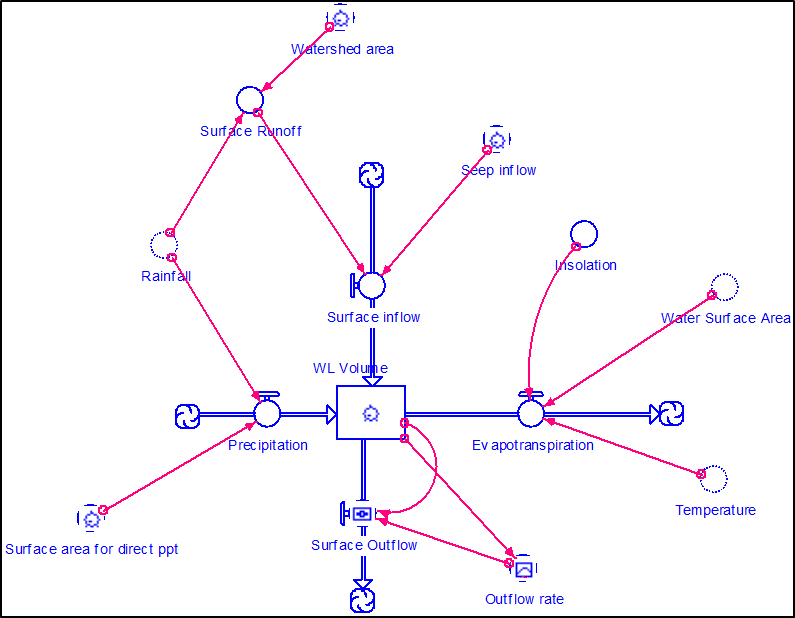 Watershed area
Surface Runoff
Seep inflow
Insolation
Rainfall
Surface inflow
Water Surface Area
WL Volume
Precipitation
Evapotranspiration
Temperature
Surface Outflow
Surface area for direct ppt
Outflow rate